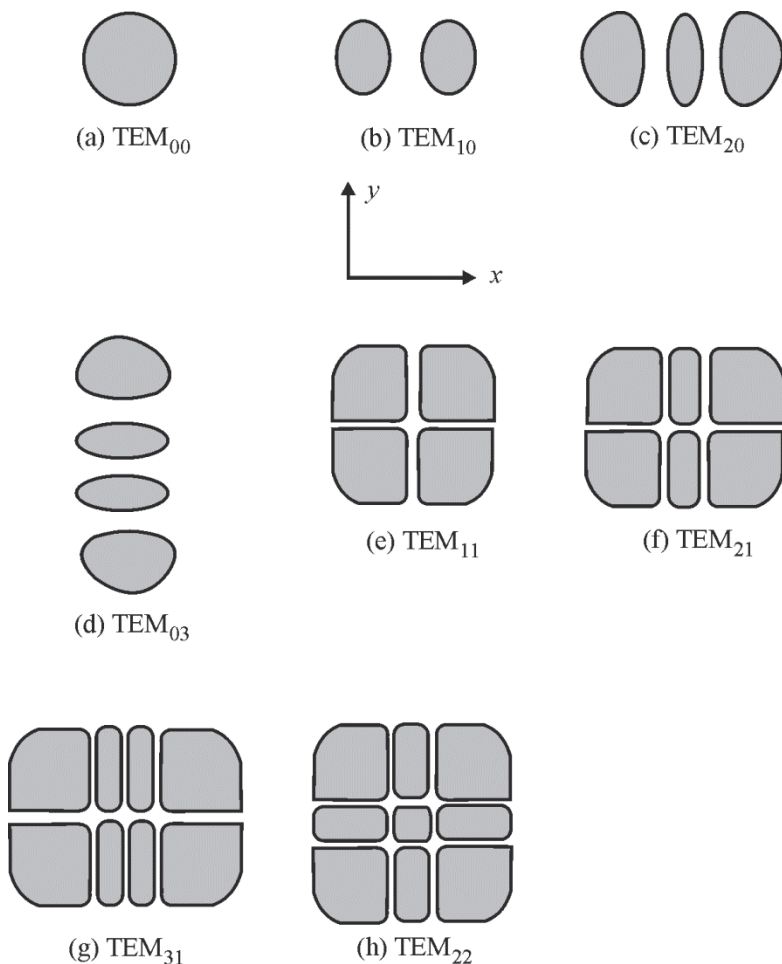 (a) TEM₀₀
(b) TEM₁₀
(c) TEM₂₀
y
x
(d) TEM₀₃
(e) TEM₁₁
(f) TEM₂₁
(g) TEM₃₁
(h) TEM₂₂